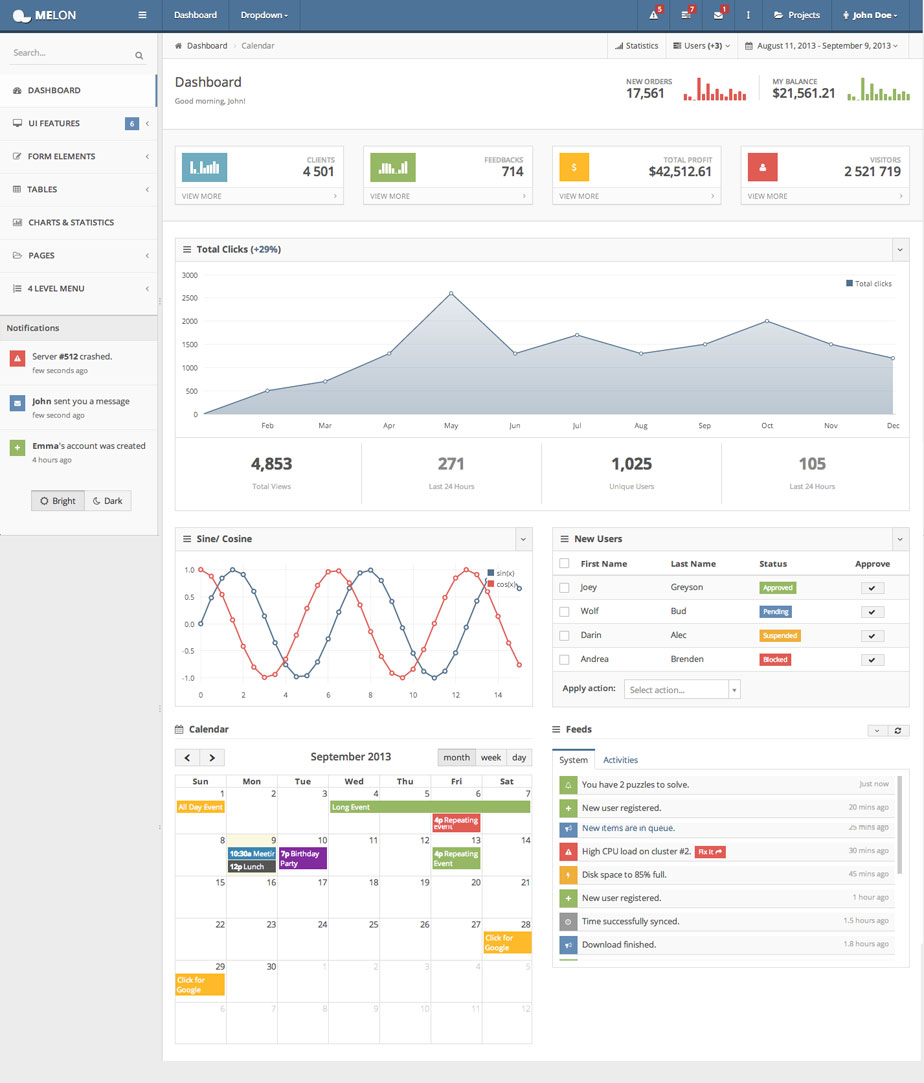 MELON
Dashboard
Dropdown
5
7
1
Projects
John Doe
Search...
DASHBOARD
UI FEATURES 6
FORM ELEMENTS
TABLES
CHARTS & STATISTICS
PAGES
4 LEVEL MENU
Notifications
Server #512 crashed.
few seconds ago
John sent you a message
few second ago
Emma's account was created
4 hours ago
Bright
Dark
Dashboard › Calendar
Statistics
Users (+3)
August 11, 2013 - September 9, 2013
Dashboard
Good morning, John!
NEW ORDERS
17,561
MY BALANCE
$21,561.21
CLIENTS
4 501
VIEW MORE
FEEDBACKS
714
VIEW MORE
$
TOTAL PROFIT
$42,512.61
VIEW MORE
VISITORS
2 521 719
VIEW MORE
Total Clicks (+29%)
3000
2500
2000
1500
1000
500
0
Total clicks
Feb Mar Apr May Jun Jul Aug Sep Oct Nov Dec
4,853
Total Views
271
Last 24 Hours
1,025
Unique Users
105
Last 24 Hours
Sine/ Cosine
1.0
0.5
0.0
-0.5
-1.0
sin(x)
cos(x)
0 2 4 6 8 10 12 14
New Users
First Name Last Name Status Approve
Joey Greyson Approved
Wolf Bud Pending
Darin Alec Suspended
Andrea Brenden Blocked
Apply action: Select action...
Calendar
September 2013
month week day
Sun Mon Tue Wed Thu Fri Sat
1 2 3 4 5 6 7
All Day Event
Long Event
4p Repeating
Event
8 9 10 11 12 13 14
10:30a Meetin
12p Lunch
7p Birthday
Party
4p Repeating
Event
15 16 17 18 19 20 21
22 23 24 25 26 27 28
Click for
Google
29 30 1 2 3 4 5
Click for
Google
6 7 8 9 10 11 12
Feeds
System
Activities
You have 2 puzzles to solve. Just now
New user registered. 20 mins ago
New items are in queue. 25 mins ago
High CPU load on cluster #2. Fix it 30 mins ago
Disk space to 85% full. 45 mins ago
New user registered. 1 hour ago
Time successfully synced. 1.5 hours ago
Download finished. 1.8 hours ago